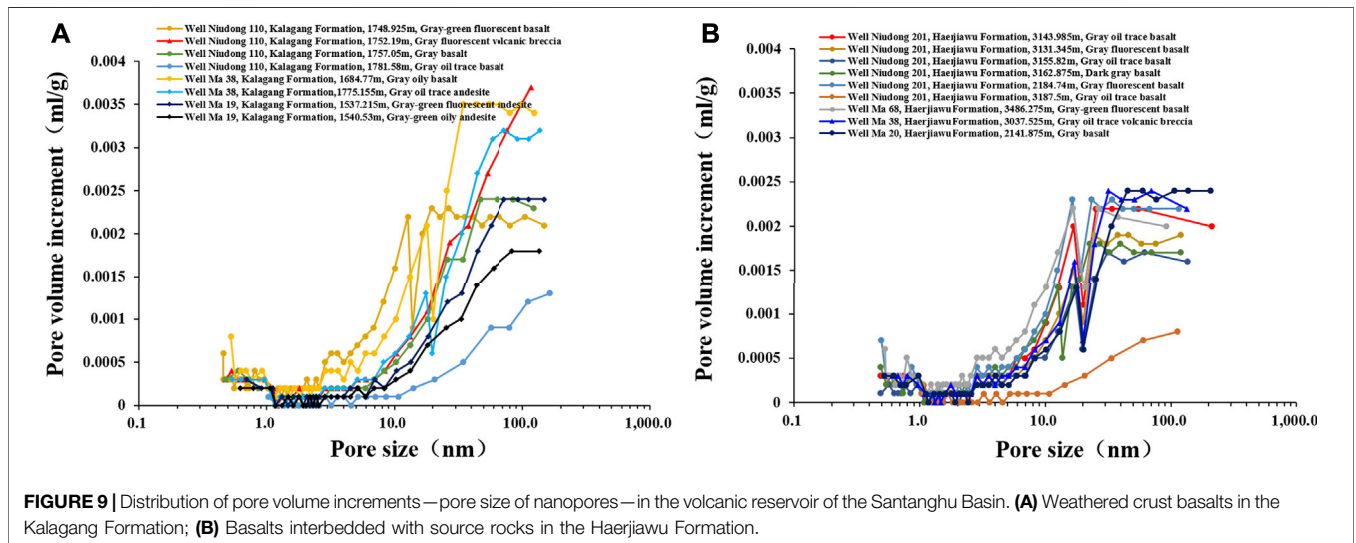 A
Well Niudong 110, Kalagang Formation, 1748.925m, Gray-green fluorescent basalt
Well Niudong 110, Kalagang Formation, 1752.19m, Gray fluorescent volcanic breccia
Well Niudong 110, Kalagang Formation, 1757.05m, Gray basalt
Well Niudong 110, Kalagang Formation, 1781.58m, Gray oil trace basalt
Well Ma 38, Kalagang Formation, 1684.77m, Gray oily basalt
Well Ma 38, Kalagang Formation,1775.155m, Gray oil trace andesite
Well Ma 19, Kalagang Formation, 1537.215m, Gray-green fluorescent andesite
Well Ma 19, Kalagang Formation, 1540.53m, Gray-green oily andesite
Pore volume increment（ml/g）
0.004
0.0035
0.003
0.0025
0.002
0.0015
0.001
0.0005
0
0.1
1.0
10.0
100.0
1,000.0
Pore size（nm）
B
Well Niudong 201, Haerjiawu Formation, 3143.985m, Gray oil trace basalt
Well Niudong 201, Haejiawu Formation, 3131.345m, Gray fluorescent basalt
Well Niudong 201, Haejiawu Formation, 3155.82m, Gray oil trace basalt
Well Niudong 201, Haejiawu Formation, 3162.875m, Dark gray basalt
Well Niudong 201, Haejiawu Formation, 2184.74m, Gray fluorescent basalt
Well Niudong 201, Haejiawu Formation, 3187.5m, Gray oil trace basalt
Well Ma 68, Haerjiawu Formation, 3486.275m, Gray-green fluorescent basalt
Well Ma 38, Haerjiawu Formation, 3037.525m, Gray oil trace volcanic breccia
Well Ma 20, Haerjiawu Formation, 2141.875m, Gray basalt
Pore volume increment（ml/g）
0.004
0.0035
0.003
0.0025
0.002
0.0015
0.001
0.0005
0
0.1
1.0
10.0
100.0
1,000.0
Pore size（nm）
FIGURE 9 | Distribution of pore volume increments—pore size of nanopores—in the volcanic reservoir of the Santanghu Basin. (A) Weathered crust basalts in the
Kalagang Formation; (B) Basalts interbedded with source rocks in the Haerjiawu Formation.